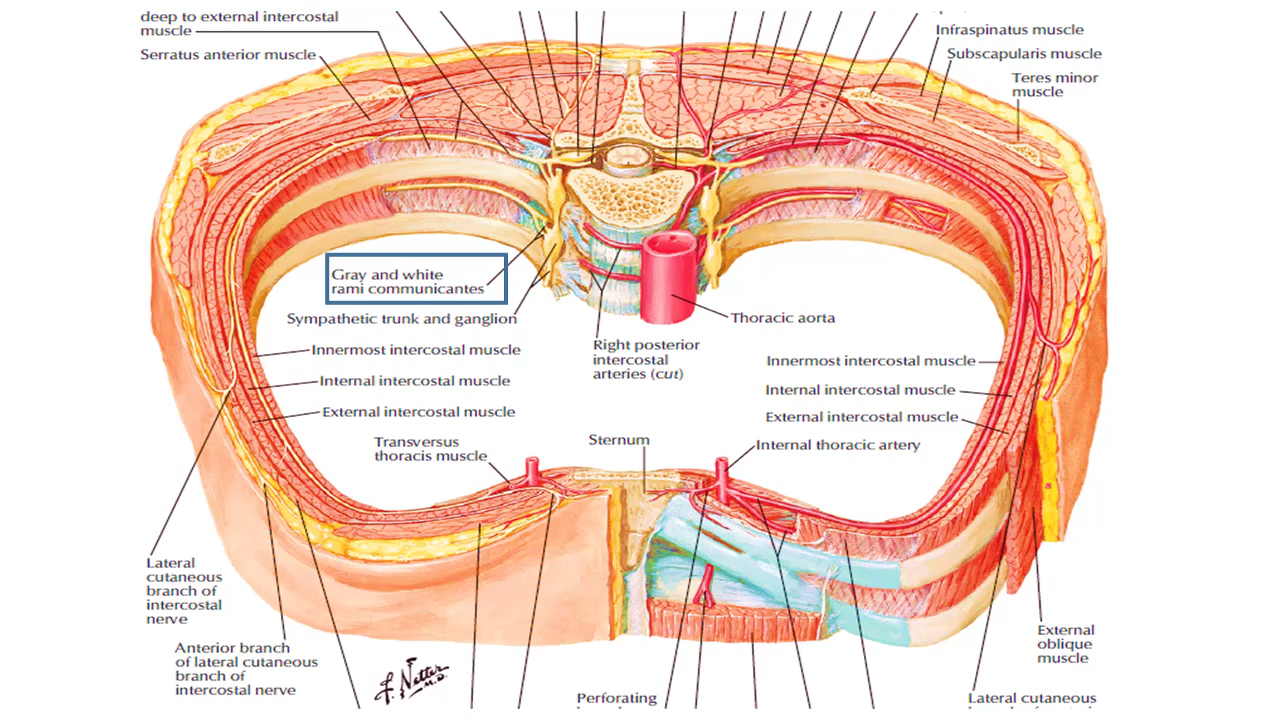 deep to external intercostal
muscle
Serratus anterior muscle
Infraspinatus muscle
Subscapularis muscle
Teres minor
muscle
Gray and white
rami communicantes
Sympathetic trunk and ganglion
Innermost intercostal muscle
Internal intercostal muscle
External intercostal muscle
Transversus
thoracis muscle
Right posterior
intercostal
arteries (cut)
Thoracic aorta
Innermost intercostal muscle
Internal intercostal muscle
External intercostal muscle
Sternum
Internal thoracic artery
Lateral
cutaneous
branch of
intercostal
nerve
Anterior branch
of lateral cutaneous
branch of
intercostal nerve
F. Netter
M.D.
External
oblique
muscle
Perforating
Lateral cutaneous